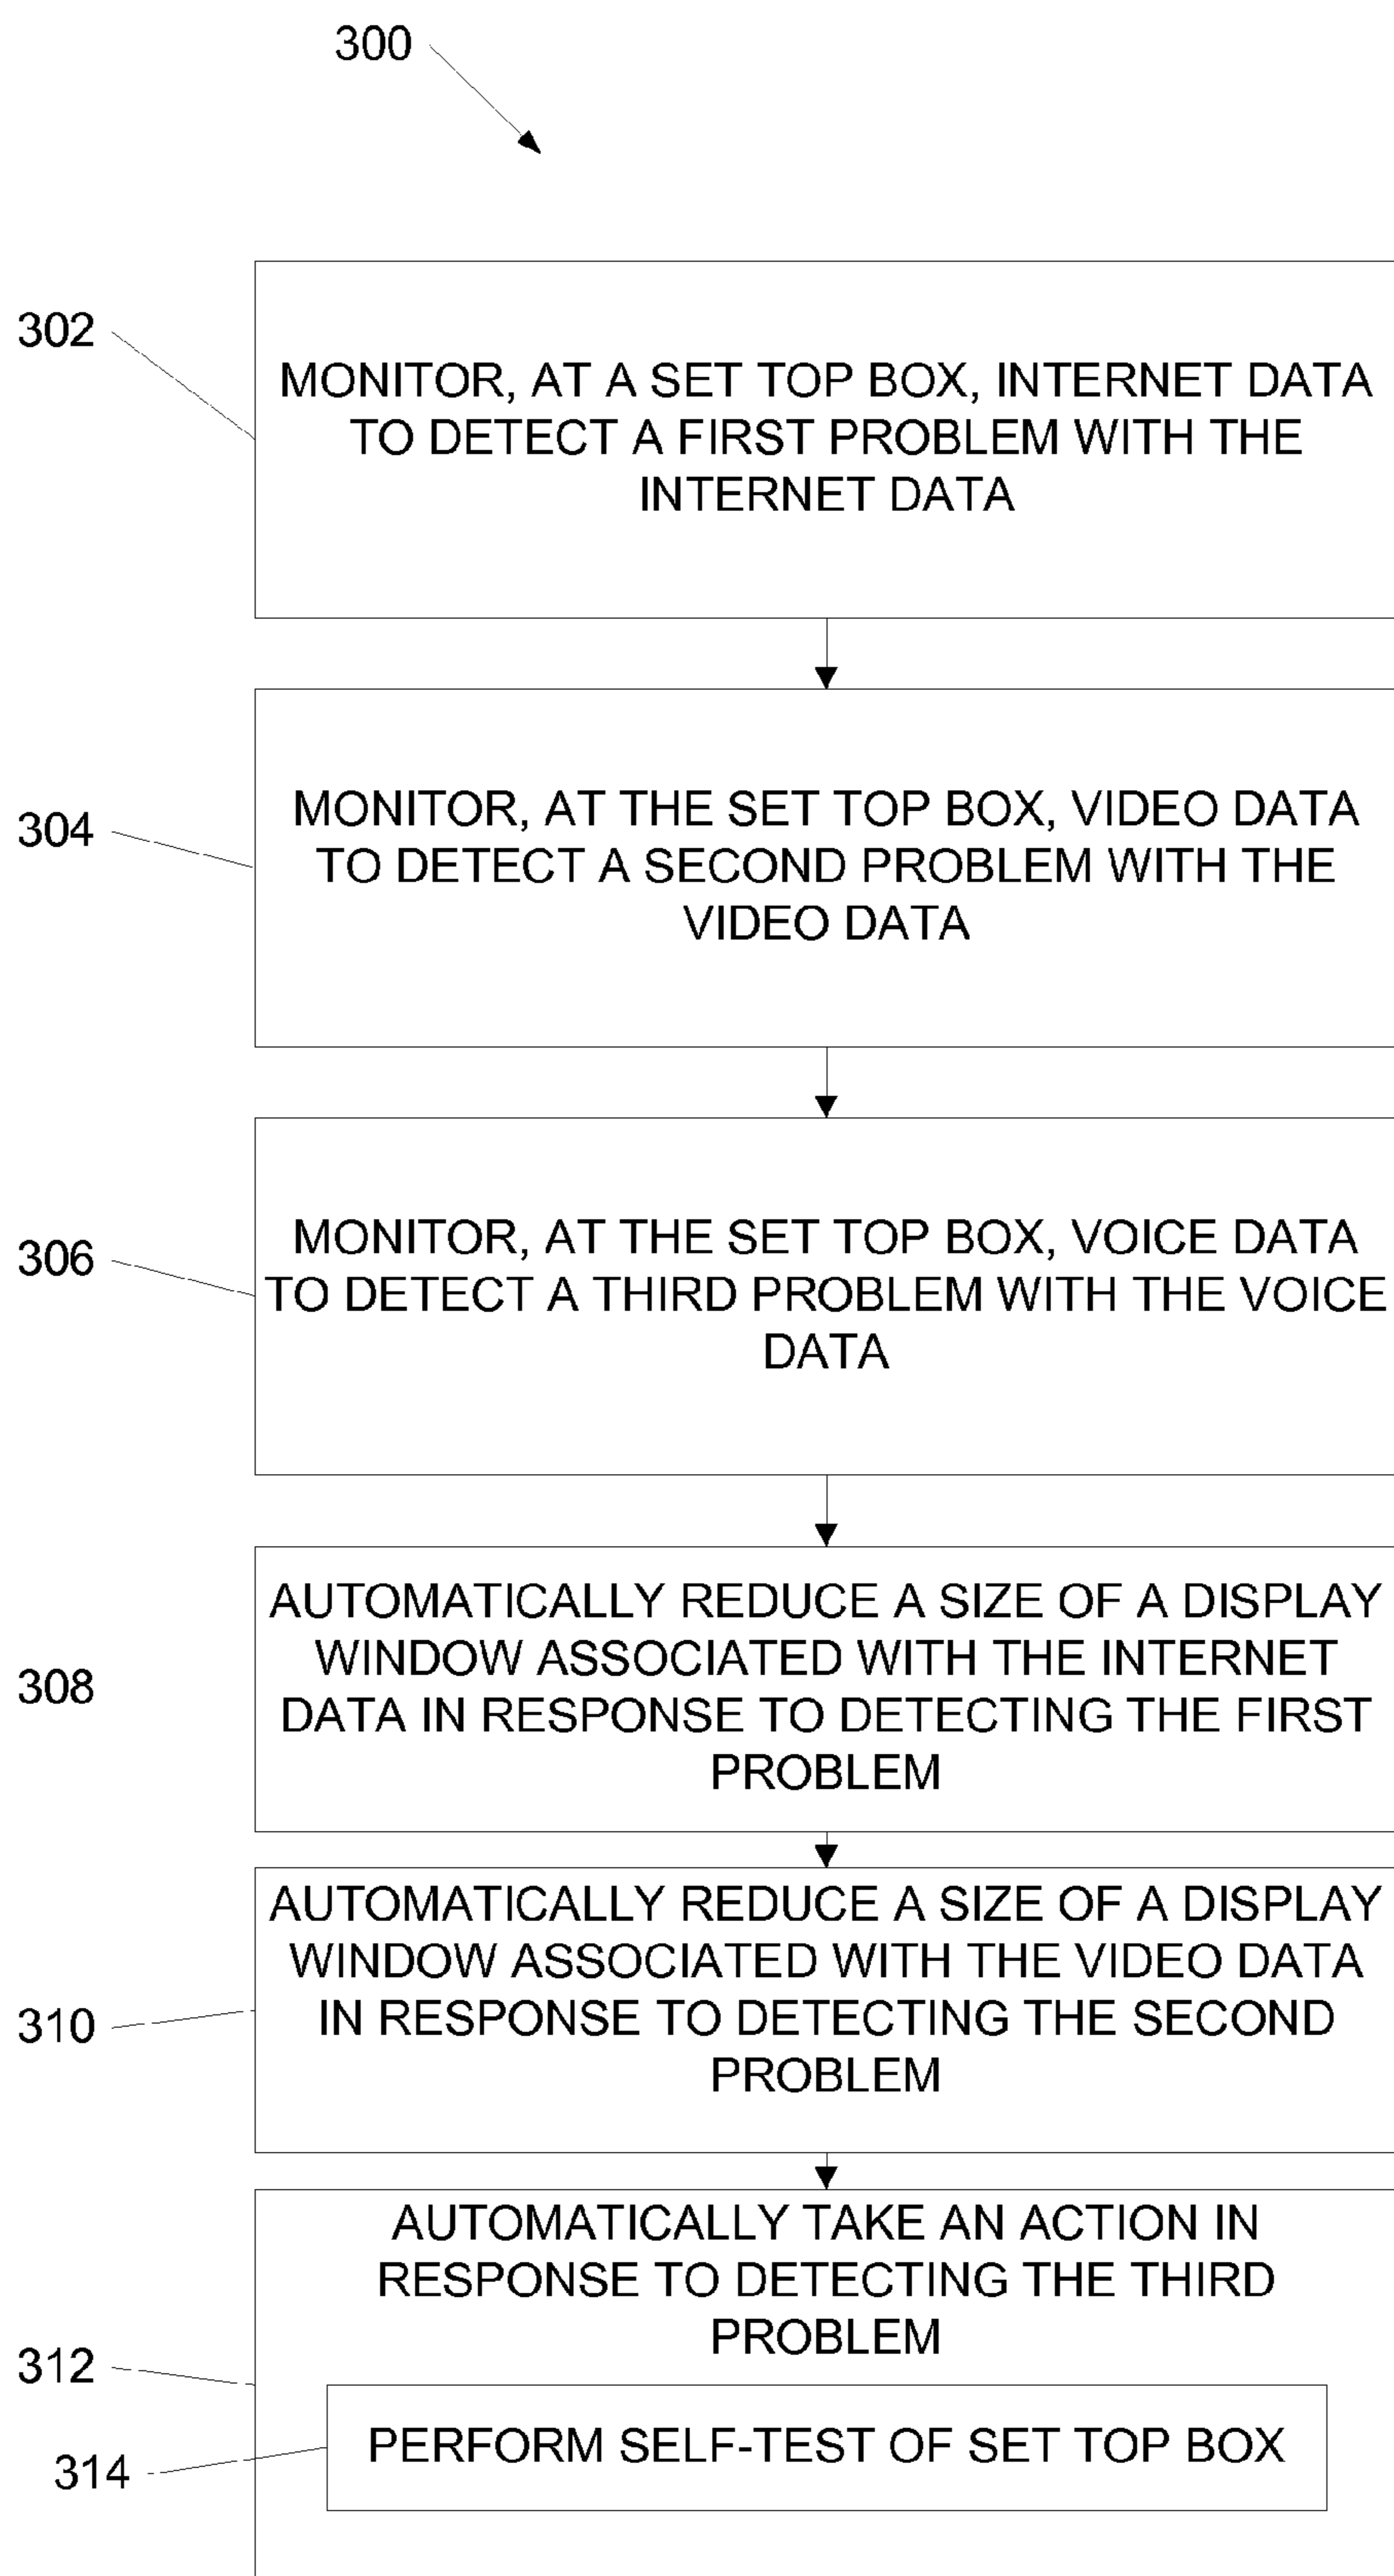 300
302
MONITOR, AT A SET TOP BOX, INTERNET DATA
TO DETECT A FIRST PROBLEM WITH THE
INTERNET DATA
304
MONITOR, AT THE SET TOP BOX, VIDEO DATA
TO DETECT A SECOND PROBLEM WITH THE
VIDEO DATA
306
MONITOR, AT THE SET TOP BOX, VOICE DATA
TO DETECT A THIRD PROBLEM WITH THE VOICE
DATA
308
AUTOMATICALLY REDUCE A SIZE OF A DISPLAY
WINDOW ASSOCIATED WITH THE INTERNET
DATA IN RESPONSE TO DETECTING THE FIRST
PROBLEM
310
AUTOMATICALLY REDUCE A SIZE OF A DISPLAY
WINDOW ASSOCIATED WITH THE VIDEO DATA
IN RESPONSE TO DETECTING THE SECOND
PROBLEM
312
AUTOMATICALLY TAKE AN ACTION IN
RESPONSE TO DETECTING THE THIRD
PROBLEM
314
PERFORM SELF-TEST OF SET TOP BOX